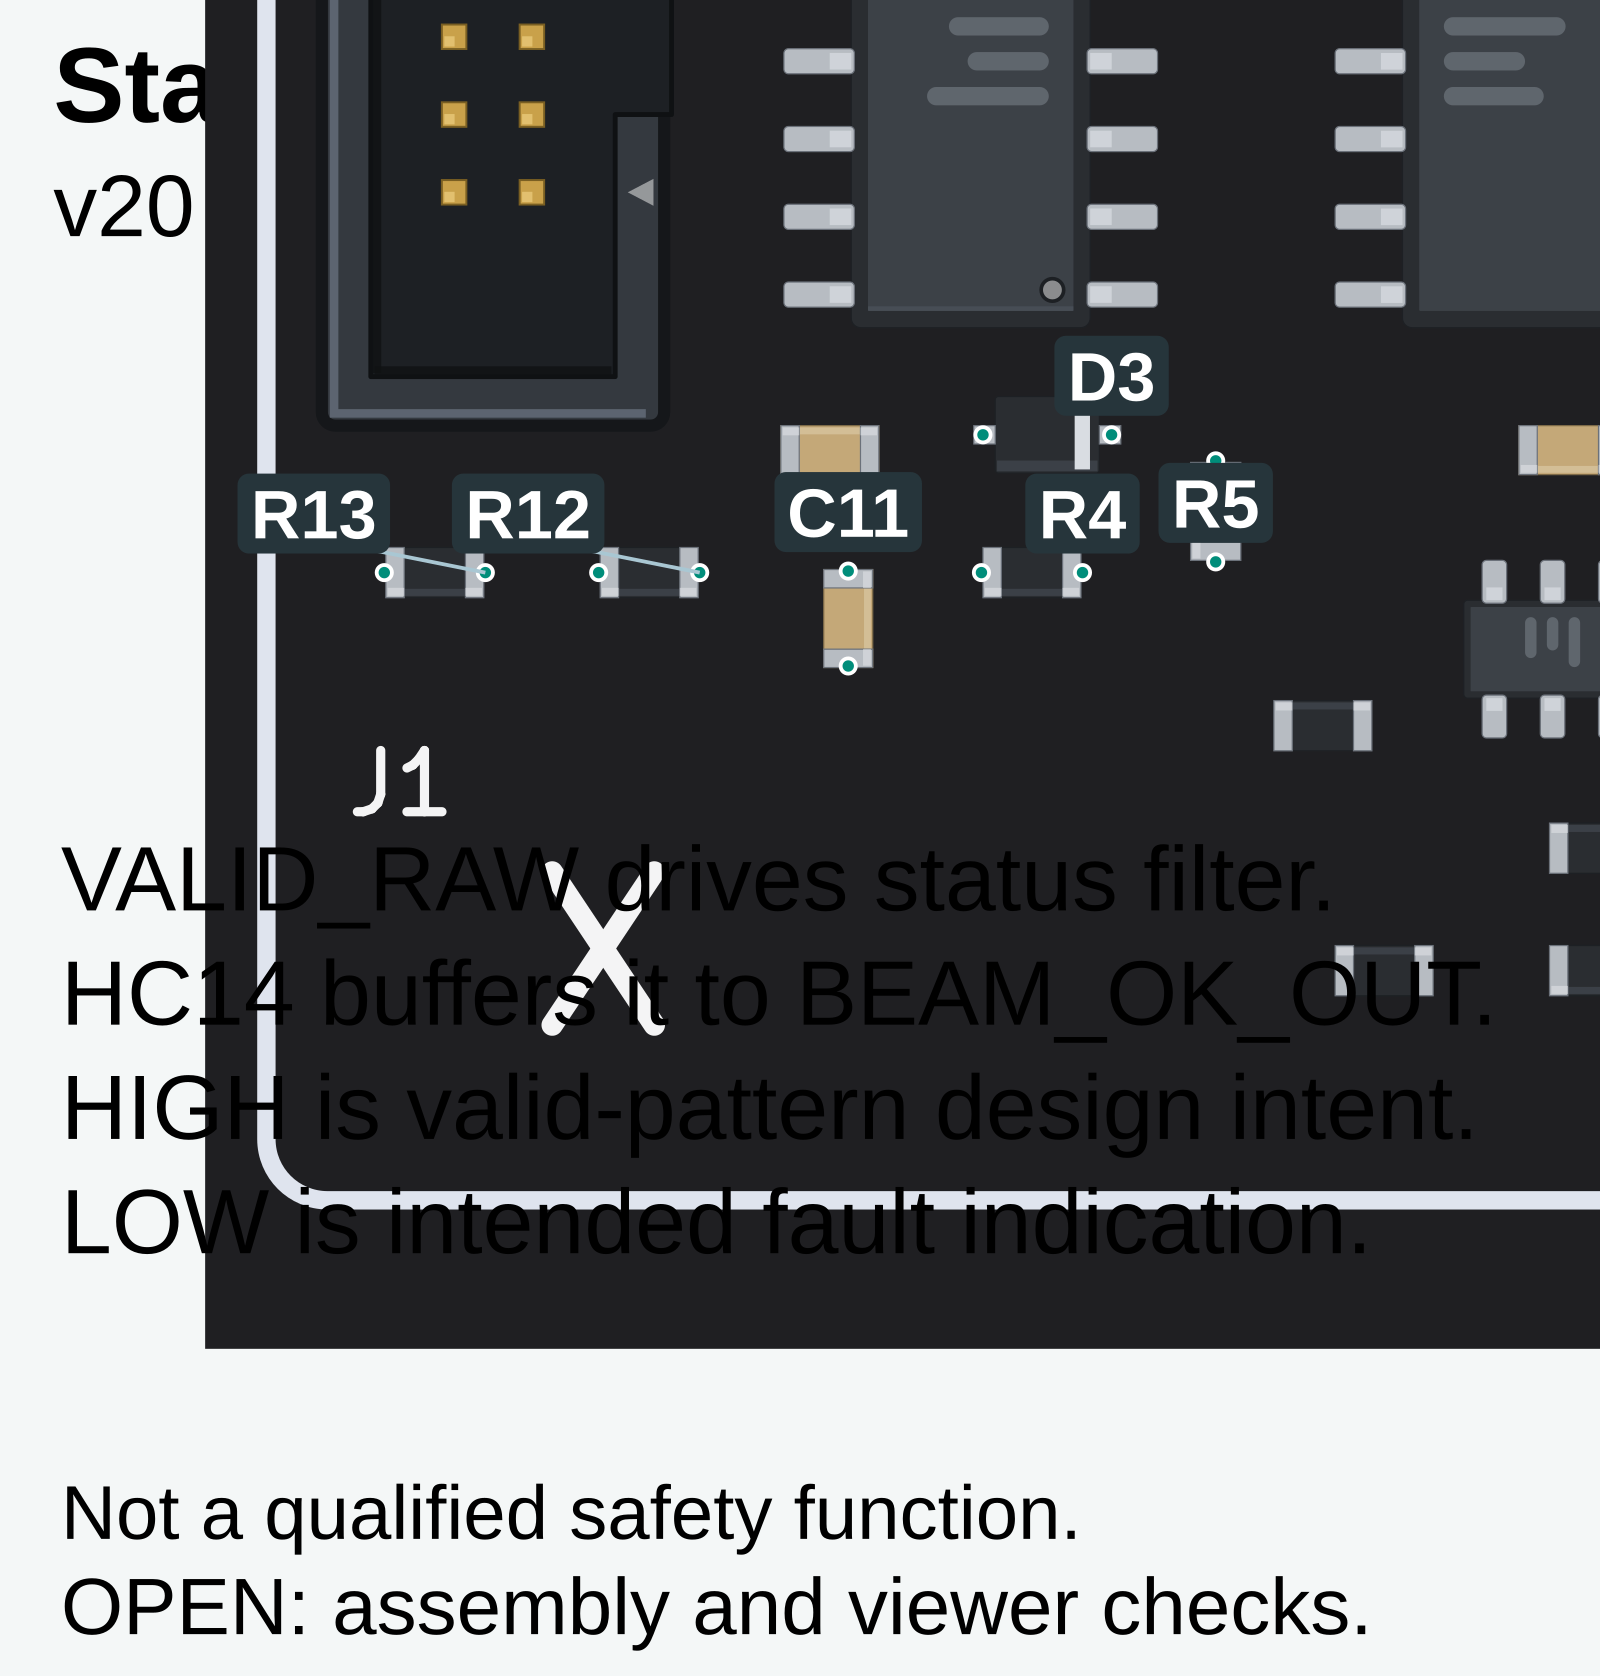 Sta
v20
D3
R13
R12
C11
R4
R5
J1
X
VALID_RAW drives status filter.
HC14 buffers it to BEAM_OK_OUT.
HIGH is valid-pattern design intent.
LOW is intended fault indication.
Not a qualified safety function.
OPEN: assembly and viewer checks.